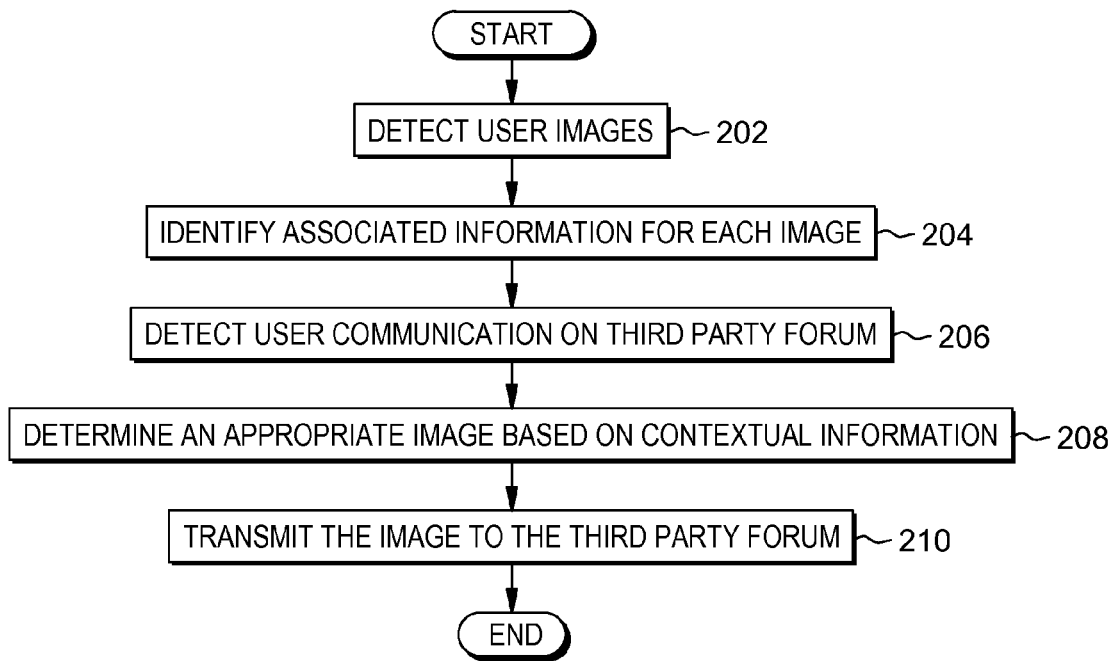 START
DETECT USER IMAGES 202
IDENTIFY ASSOCIATED INFORMATION FOR EACH IMAGE 204
DETECT USER COMMUNICATION ON THIRD PARTY FORUM 206
DETERMINE AN APPROPRIATE IMAGE BASED ON CONTEXTUAL INFORMATION 208
TRANSMIT THE IMAGE TO THE THIRD PARTY FORUM 210
END